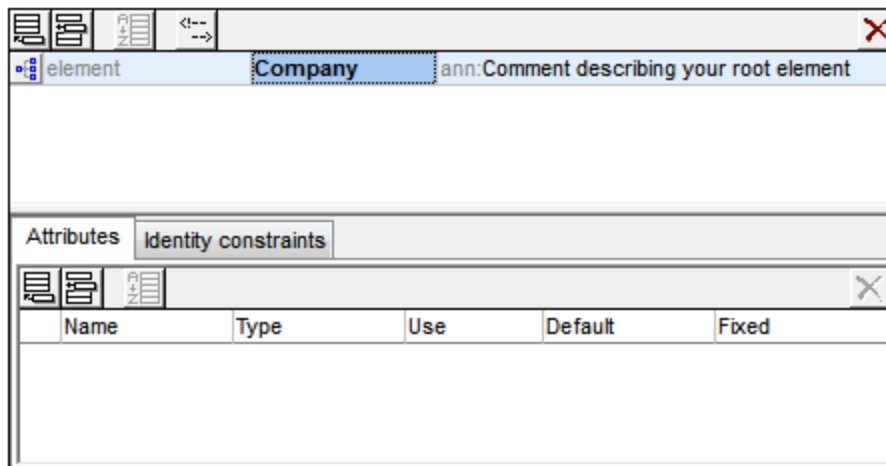 <!--
-->
element Company ann:Comment describing your root element
Attributes Identity constraints
Name Type Use Default Fixed